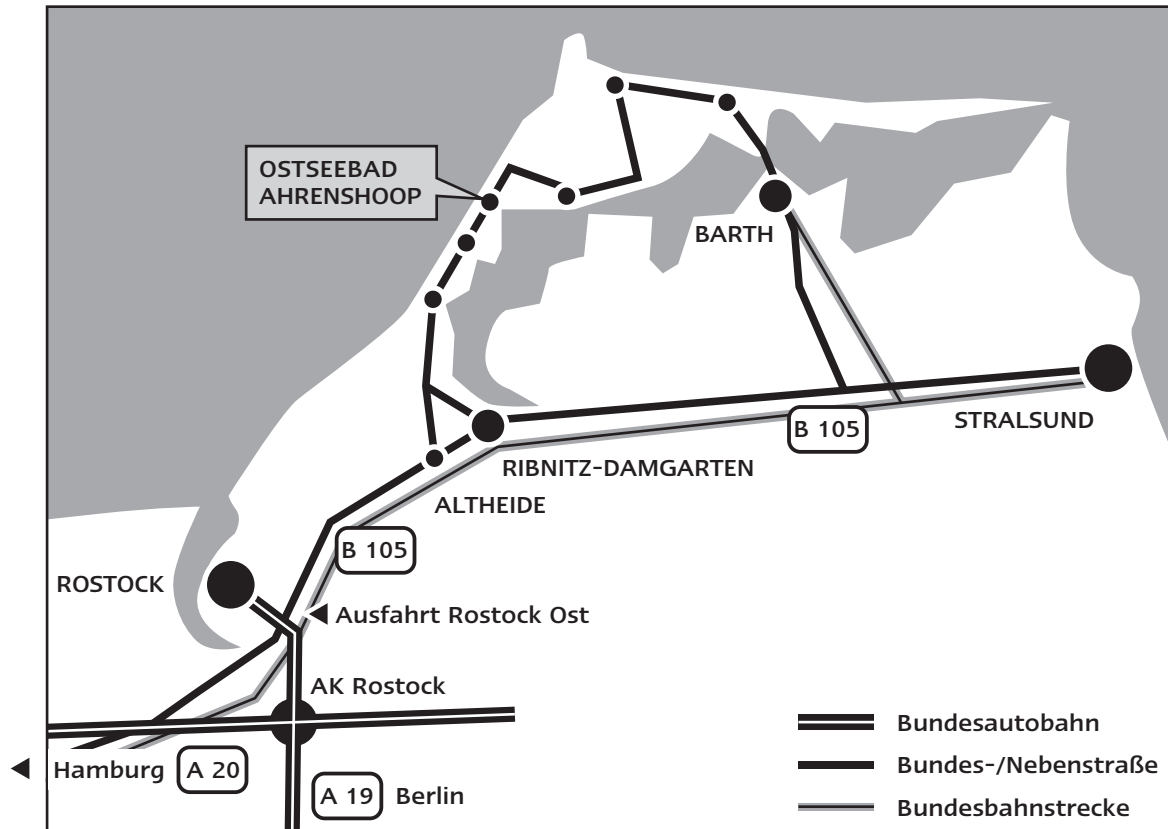 OSTSEEBAD
AHRENSHOOP
BARTH
B 105
STRALSUND
RIBNITZ-DAMGARTEN
ALTHEIDE
B 105
ROSTOCK
Ausfahrt Rostock Ost
AK Rostock
Bundesautobahn
Hamburg
A 20
Bundes-/Nebenstraße
A 19
Berlin
Bundesbahnstrecke